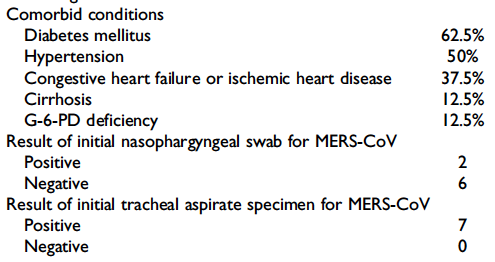 Comorbid conditions
Diabetes mellitus 62.5%
Hypertension 50%
Congestive heart failure or ischemic heart disease 37.5%
Cirrhosis 12.5%
G-6-PD deficiency 12.5%
Result of initial nasophargyngeal swab for MERS-CoV
Positive 2
Negative 6
Result of initial tracheal aspirate specimen for MERS-CoV
Positive 7
Negative 0